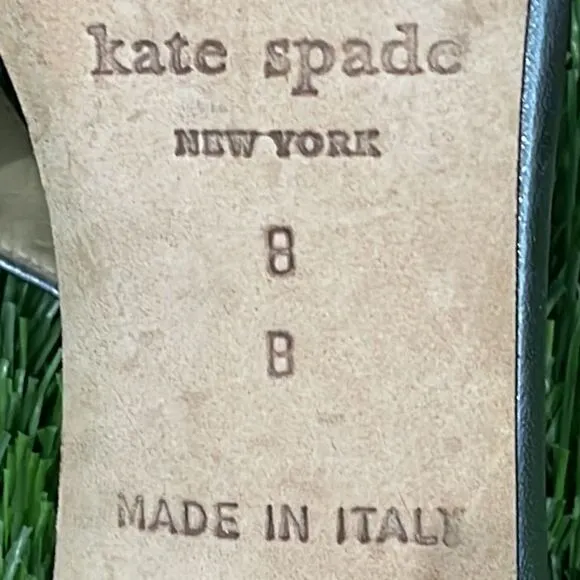 kate spade
NEW YORK
8
B
MADE IN ITALY